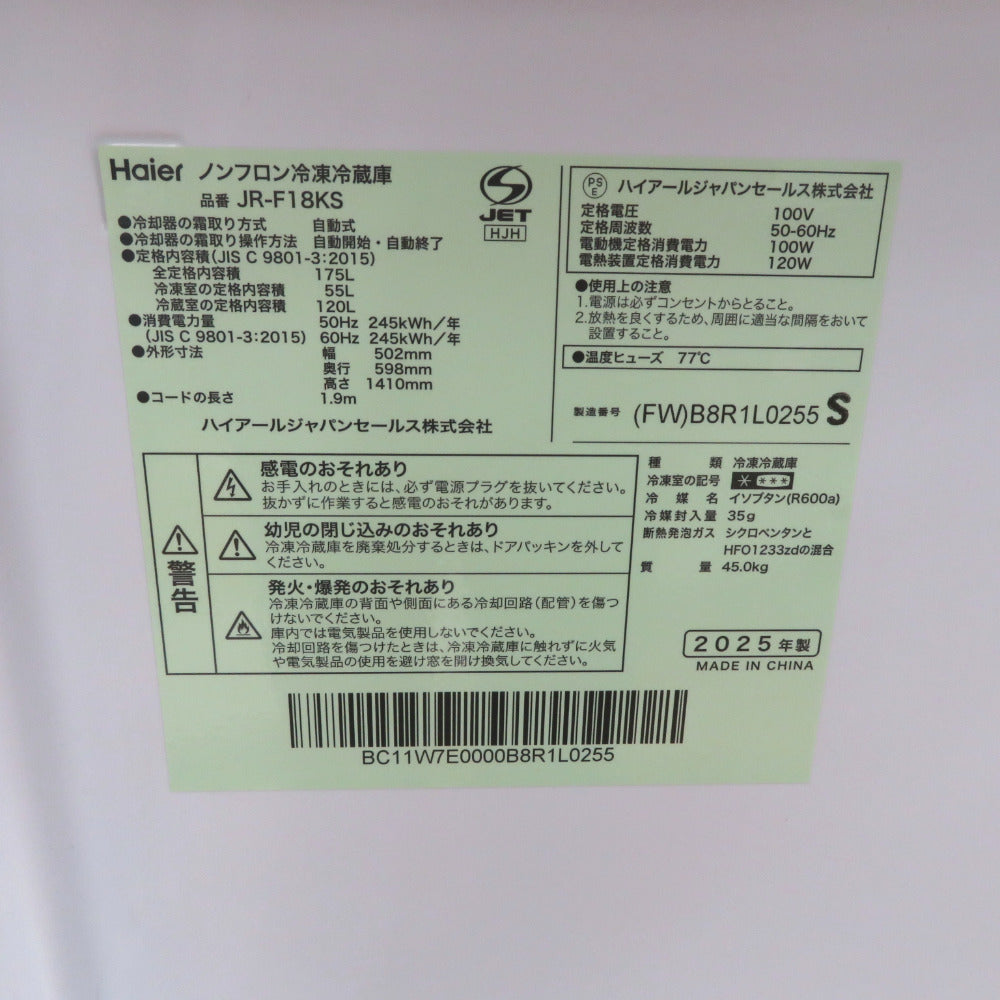 Haier ノンフロン冷凍冷蔵庫
品番 JR-F18KS
●冷却器の霜取り方式 自動式
●冷却器の霜取り操作方法 自動開始・自動終了
●定格内容積(JIS C 9801-3:2015)
全定格内容積 175L
冷凍室の定格内容積 55L
冷蔵室の定格内容積 120L
●消費電力量 50Hz 245kWh/年
(JIS C 9801-3:2015) 60Hz 245kWh/年
●外形寸法 幅 502mm
奥行 598mm
高さ 1410mm
●コードの長さ 1.9m
ハイアールジャパンセールス株式会社
JET
HJH
PSE ハイアールジャパンセールス株式会社
定格電圧 100V
定格周波数 50-60Hz
電動機定格消費電力 100W
電熱装置定格消費電力 120W
●使用上の注意
1.電源は必ずコンセントからとること。
2.放熱を良くするため、周囲に適当な間隔をおいて
設置すること。
●温度ヒューズ 77℃
製造番号 (FW)B8R1L0255 S
警告
感電のおそれあり
お手入れのときには、必ず電源プラグを抜いてください。
抜かずに作業すると感電のおそれがあります。
幼児の閉じ込みのおそれあり
冷凍冷蔵庫を廃棄処分するときは、ドアパッキンを外して
ください。
発火・爆発のおそれあり
冷凍冷蔵庫の背面や側面にある冷却回路(配管)を傷つ
けないでください。
庫内では電気製品を使用しないでください。
冷却回路を傷つけたときは、冷凍冷蔵庫に触れずに火気
や電気製品の使用を避け窓を開け換気してください。
種類 冷凍冷蔵庫
冷凍室の記号 * ***
冷媒名 イソブタン(R600a)
冷媒封入量 35g
断熱発泡ガス シクロペンタンと
HFO1233zdの混合
質量 45.0kg
2025年製
MADE IN CHINA
BC11W7E0000B8R1L0255